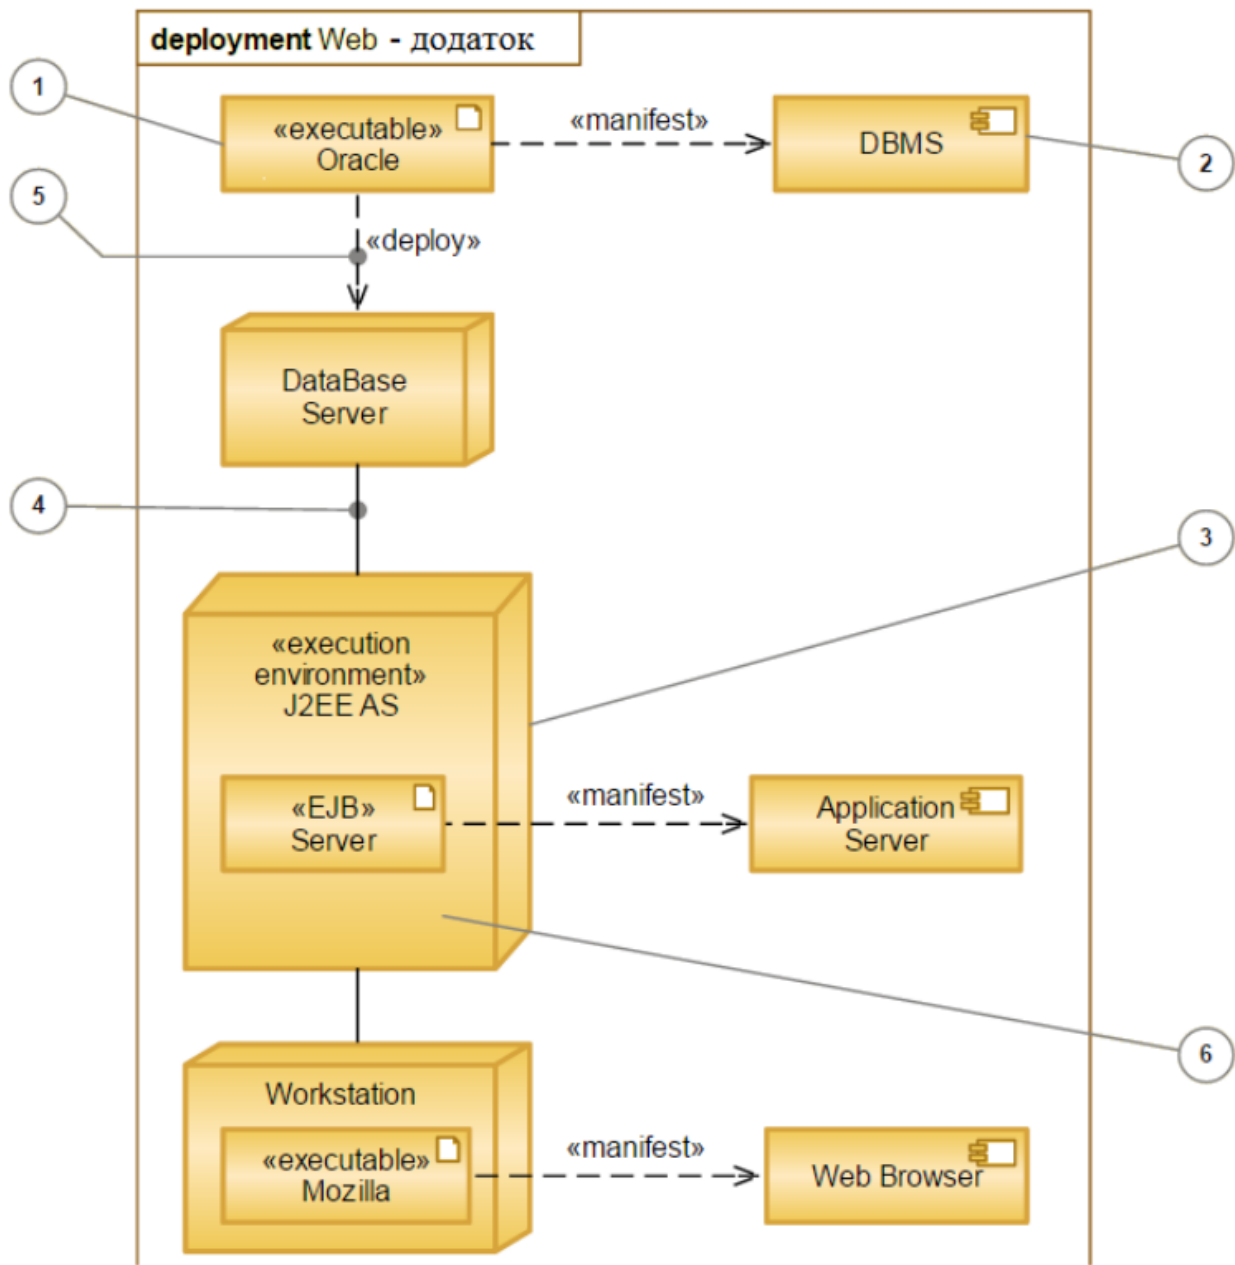 deployment Web - додаток
1
«executable»
Oracle
«manifest»
DBMS
2
5
«deploy»
DataBase
Server
4
3
«execution
environment»
J2EE AS
«EJB»
Server
«manifest»
Application
Server
6
Workstation
«executable»
Mozilla
«manifest»
Web Browser